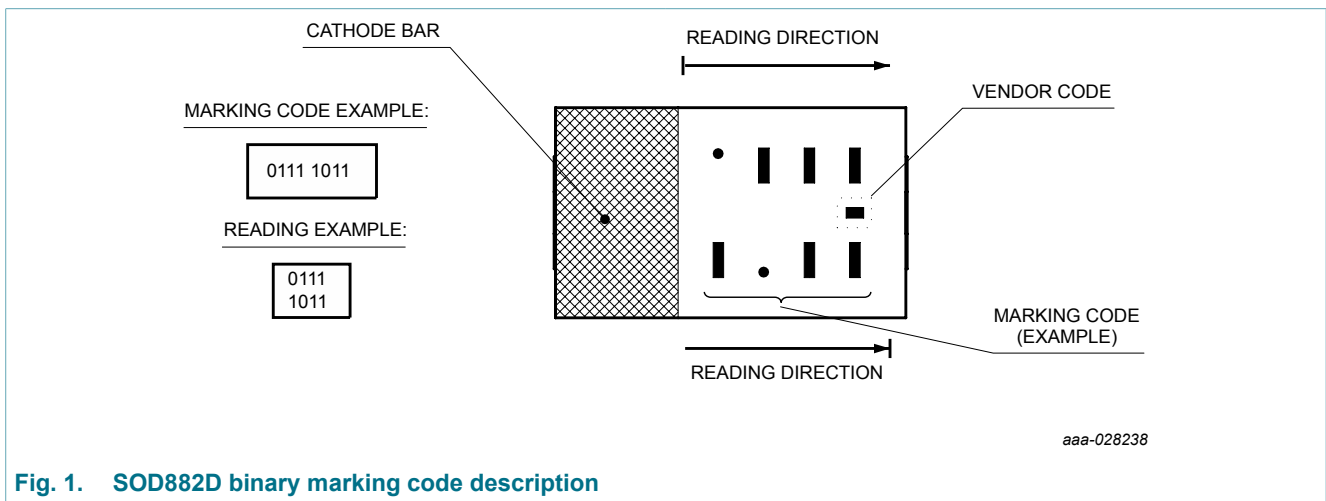 CATHODE BAR
READING DIRECTION
VENDOR CODE
MARKING CODE EXAMPLE:
0111 1011
READING EXAMPLE:
0111
1011
MARKING CODE
(EXAMPLE)
READING DIRECTION
aaa-028238
Fig. 1. SOD882D binary marking code description